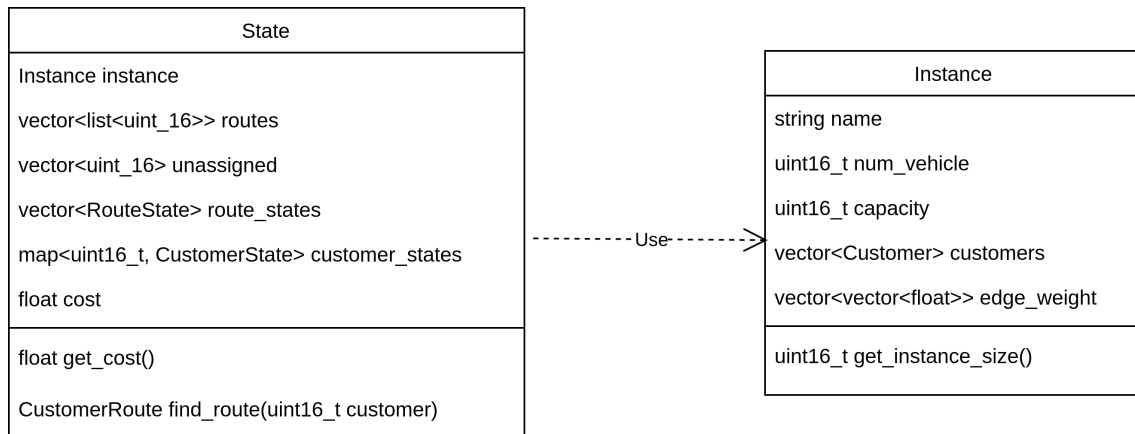 State
Instance instance
vector<list<uint_16>> routes
vector<uint_16> unassigned
vector<RouteState> route_states
map<uint16_t, CustomerState> customer_states
float cost
float get_cost()
CustomerRoute find_route(uint16_t customer)
Use
Instance
string name
uint16_t num_vehicle
uint16_t capacity
vector<Customer> customers
vector<vector<float>> edge_weight
uint16_t get_instance_size()